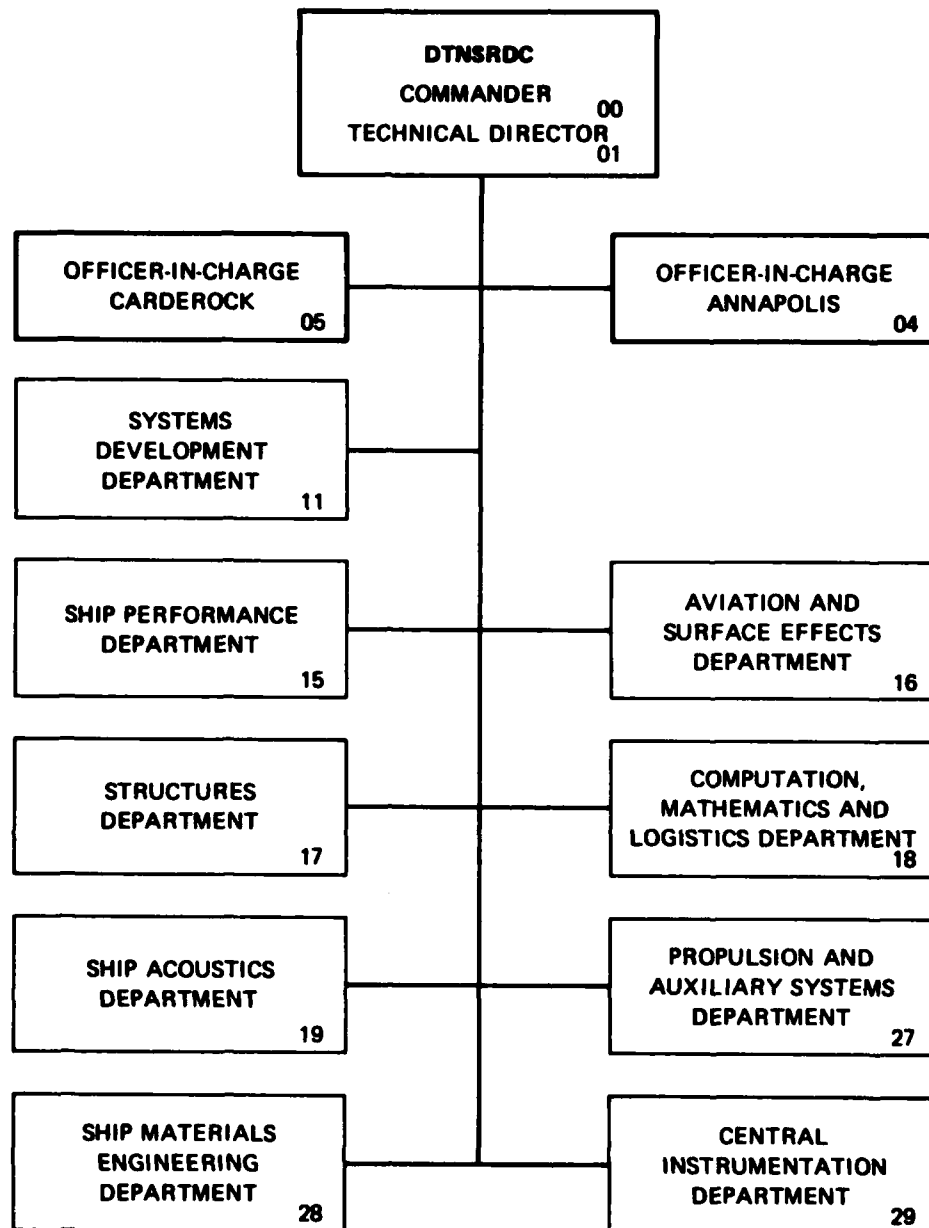 DTNSRDC
COMMANDER 00
TECHNICAL DIRECTOR
01
OFFICER-IN-CHARGE
CARDEROCK
05
OFFICER-IN-CHARGE
ANNAPOLIS
04
SYSTEMS
DEVELOPMENT
DEPARTMENT
11
SHIP PERFORMANCE
DEPARTMENT
15
AVIATION AND
SURFACE EFFECTS
DEPARTMENT
16
STRUCTURES
DEPARTMENT
17
COMPUTATION,
MATHEMATICS AND
LOGISTICS DEPARTMENT
18
SHIP ACOUSTICS
DEPARTMENT
19
PROPULSION AND
AUXILIARY SYSTEMS
DEPARTMENT
27
SHIP MATERIALS
ENGINEERING
DEPARTMENT
28
CENTRAL
INSTRUMENTATION
DEPARTMENT
29